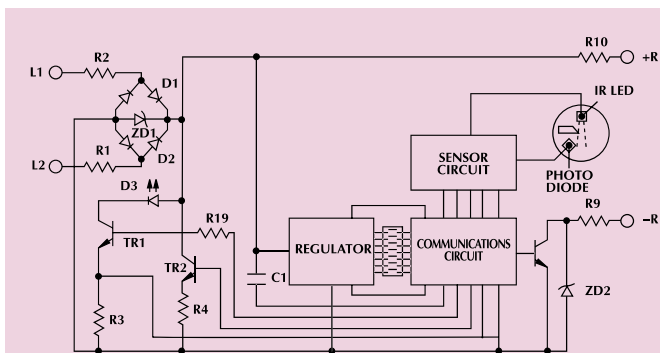 R10
+R
R2
L1
D1
IR LED
ZD1
L2
R1
D2
SENSOR
CIRCUIT
PHOTO
DIODE
D3
R19
R9
-R
TR1
REGULATOR
COMMUNICATIONS
CIRCUIT
TR2
C1
ZD2
R3
R4